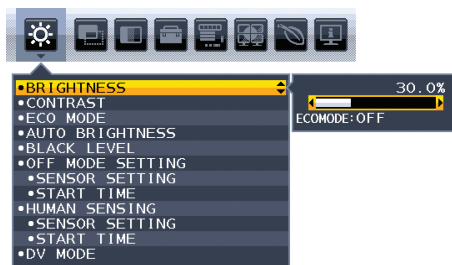 •BRIGHTNESS
•CONTRAST
•ECO MODE
•AUTO BRIGHTNESS
•BLACK LEVEL
•OFF MODE SETTING
•SENSOR SETTING
•START TIME
•HUMAN SENSING
•SENSOR SETTING
•START TIME
•DV MODE
30.0%
ECOMODE:OFF